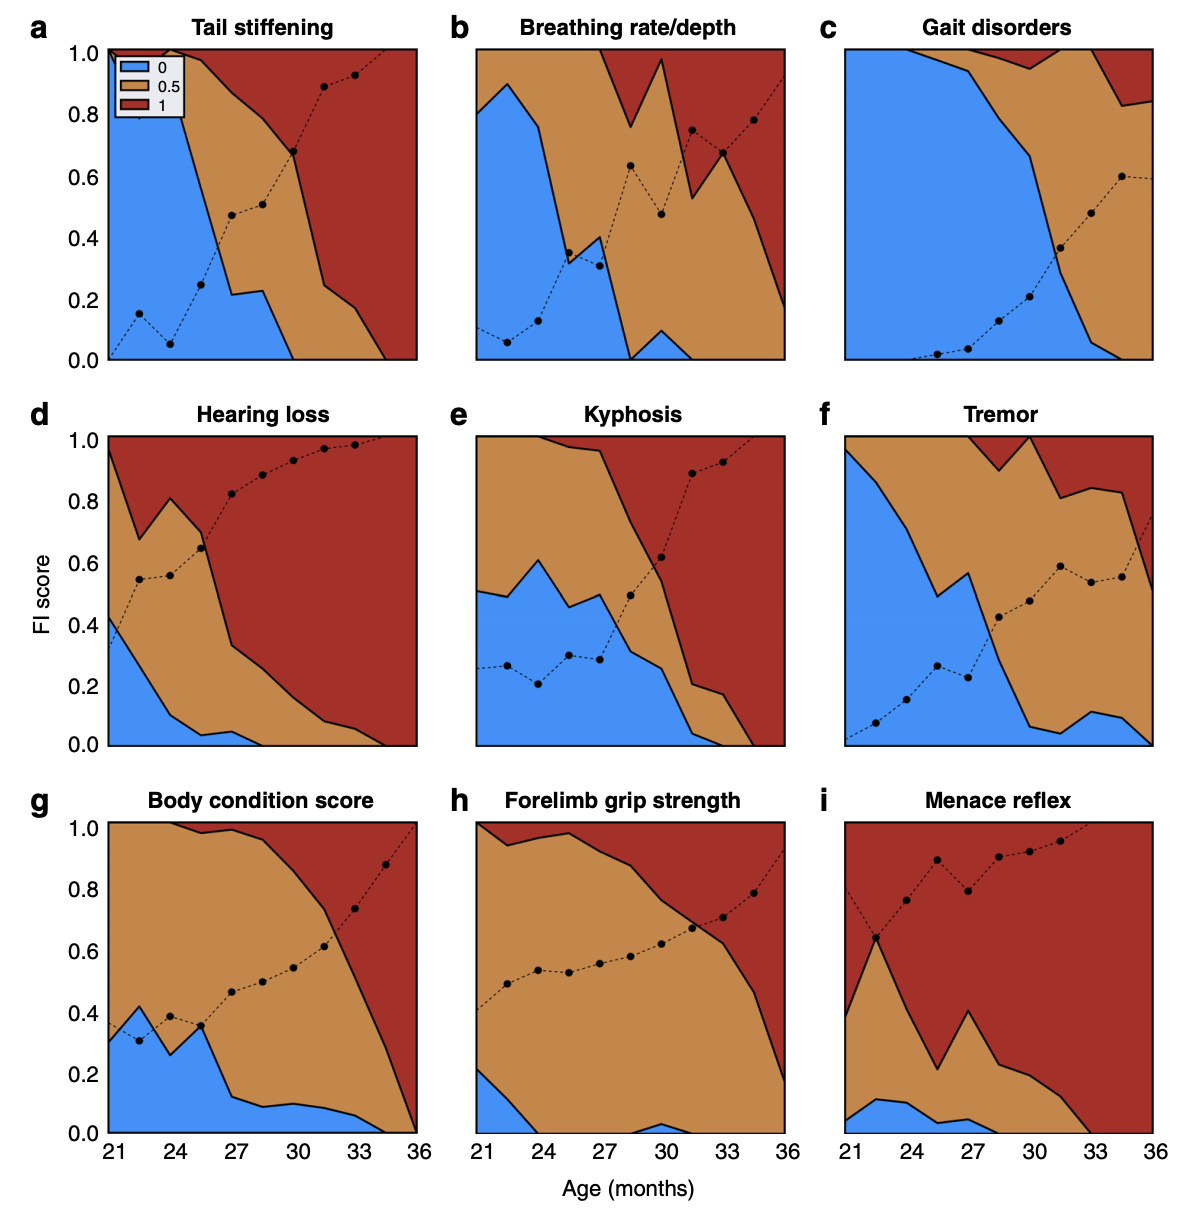 a Tail stiffening
b Breathing rate/depth
c Gait disorders
1.0
0.8
0.6
0.4
0.2
0.0
0
0.5
1
d Hearing loss
e Kyphosis
f Tremor
FI score
1.0
0.8
0.6
0.4
0.2
0.0
g Body condition score
h Forelimb grip strength
i Menace reflex
1.0
0.8
0.6
0.4
0.2
0.0
21 24 27 30 33 36
21 24 27 30 33 36
21 24 27 30 33 36
Age (months)